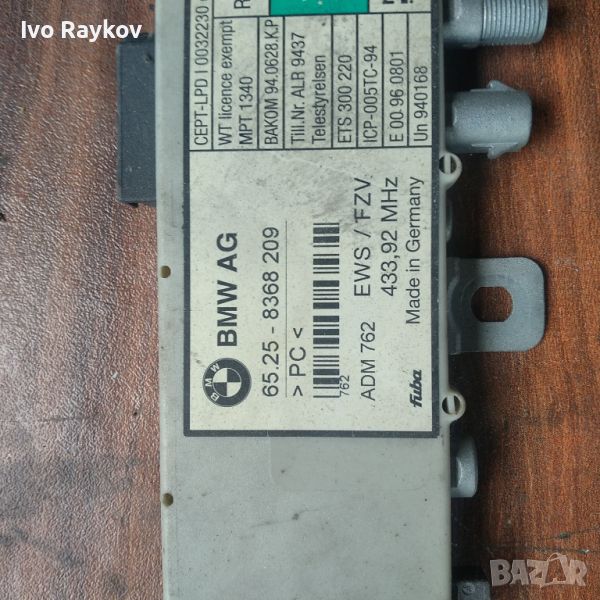 Ivo Raykov
CEPT-LPD I 0032230
WT licence exempt
MPT 1340
BAKOM 94.0628.K.P
Till.Nr. ALR 9437
Telestyrelsen
ETS 300 220
ICP-005TC-94
E 00 96 0801
Un 940168
BMW
BMW AG
65.25 - 8368 209
> PC <
762
ADM 762
EWS / FZV
433,92 MHz
Made in Germany
fuba
BAZAR